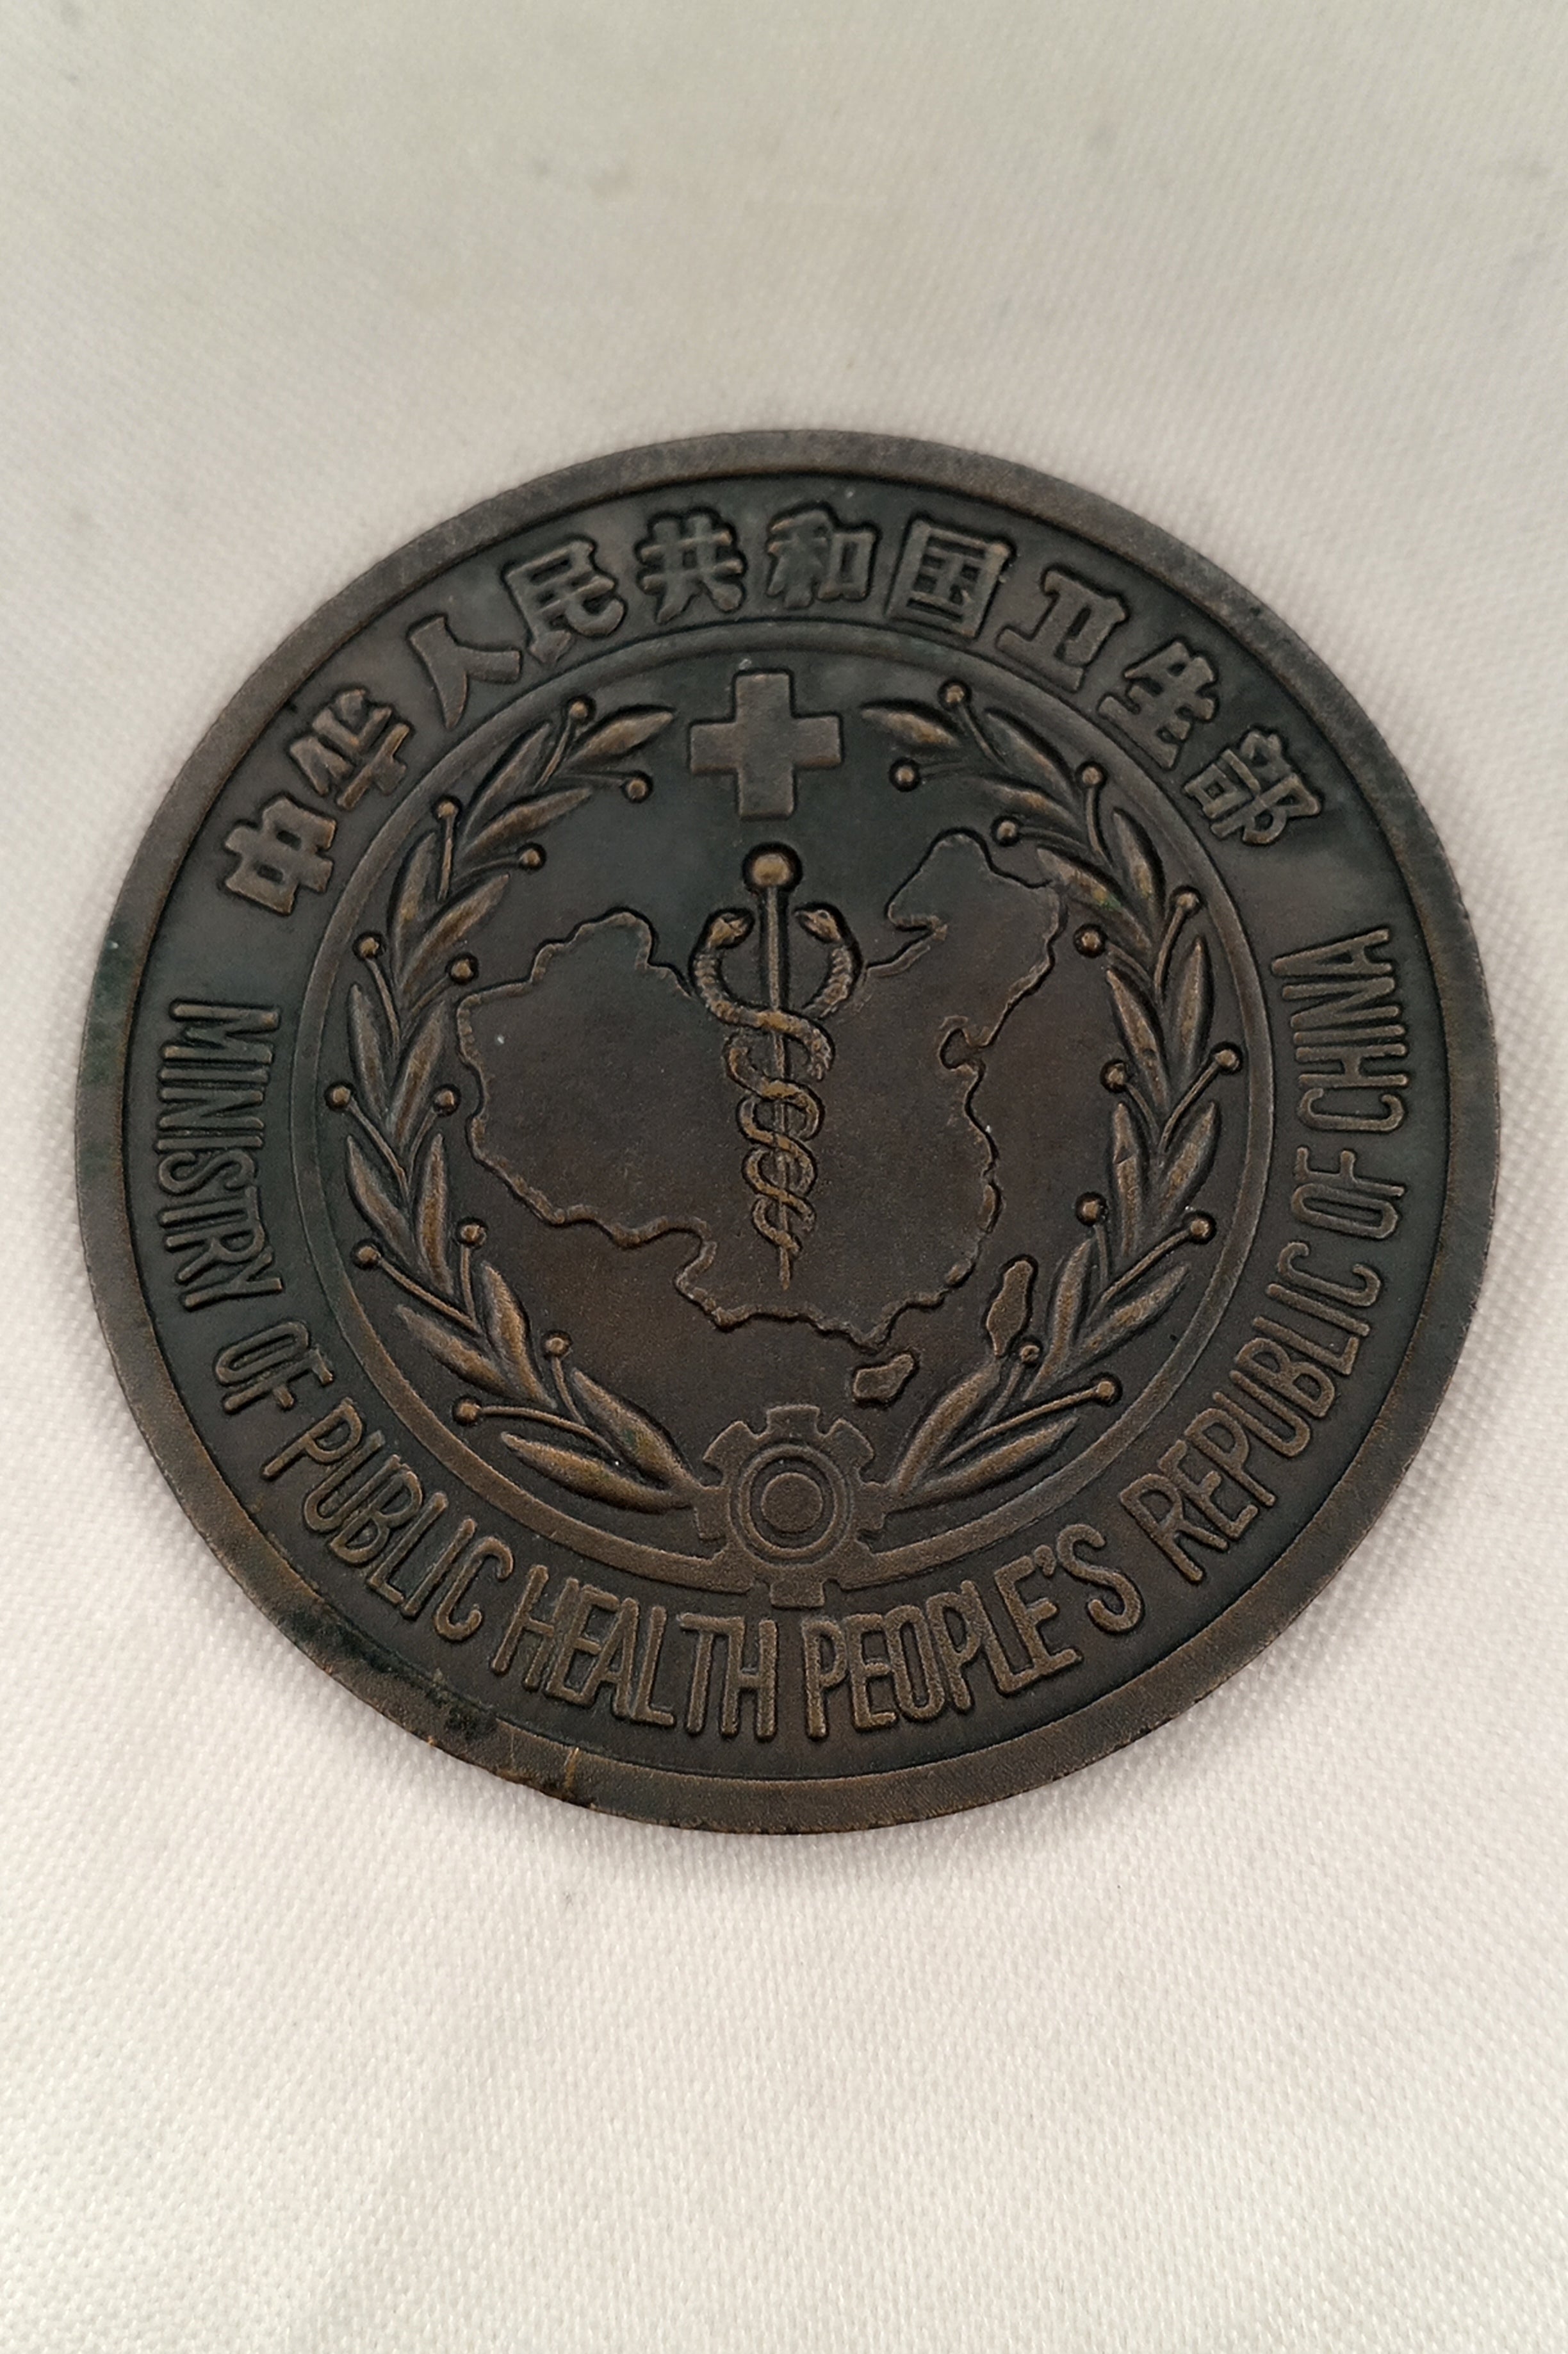 中华人民共和国卫生部
MINISTRY OF PUBLIC HEALTH PEOPLE'S REPUBLIC OF CHINA